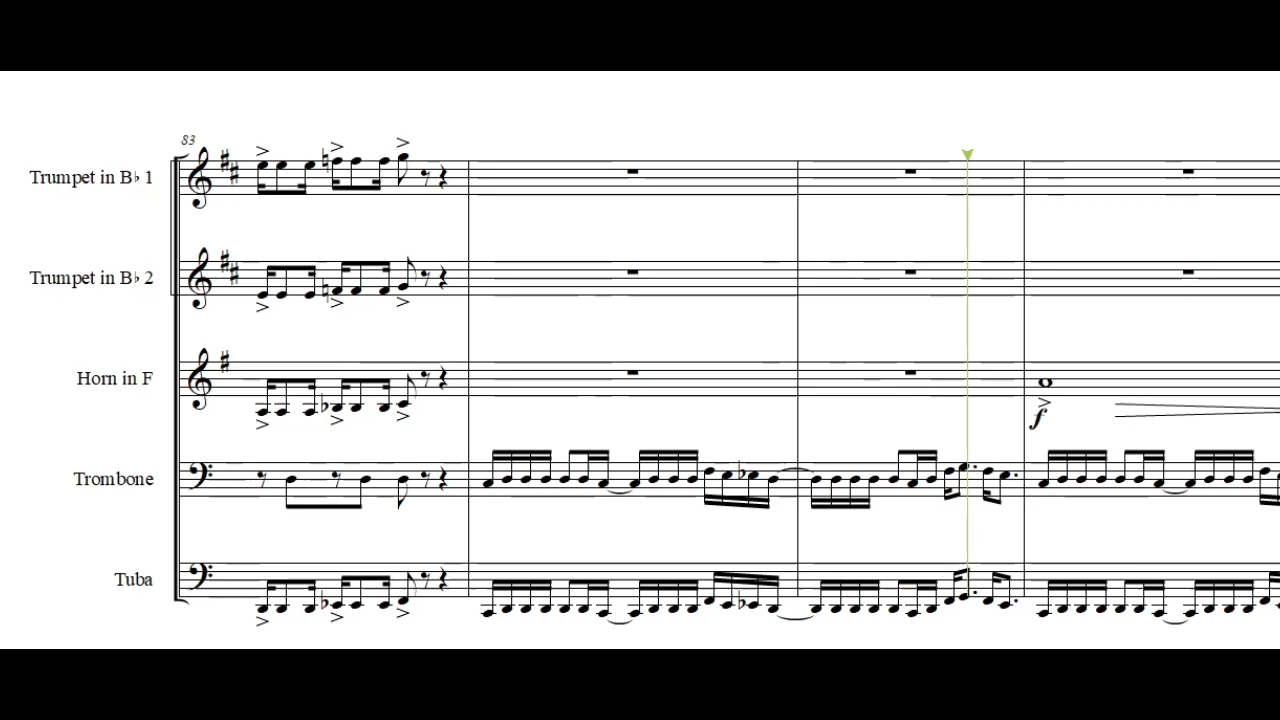 83
Trumpet in B♭ 1
Trumpet in B♭ 2
Horn in F
f
Trombone
Tuba